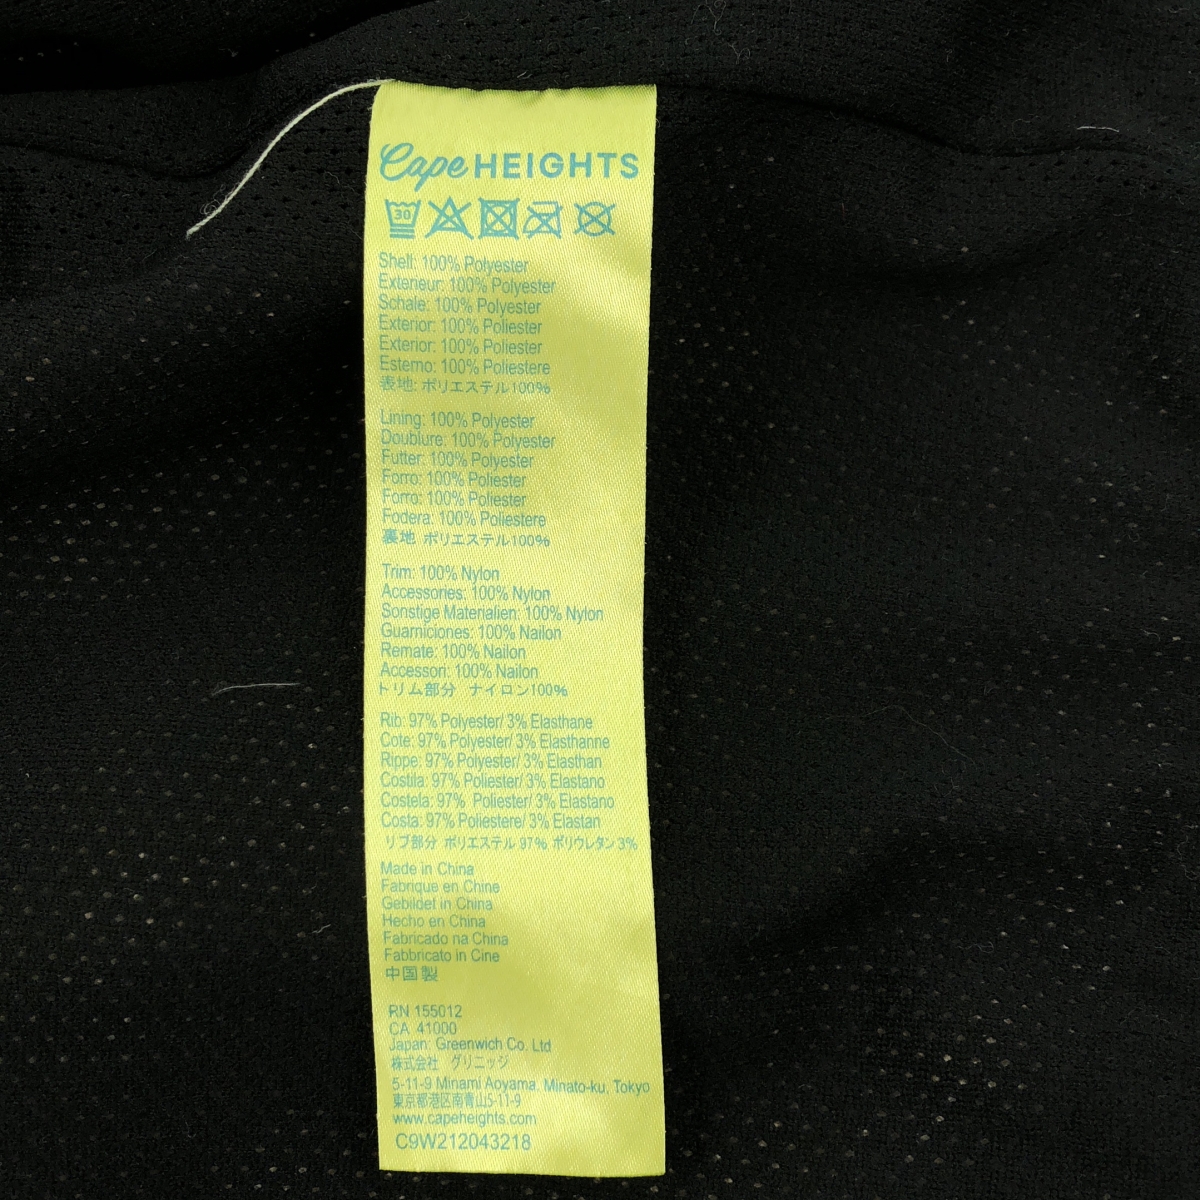 Cape HEIGHTS
30
Shell: 100% Polyester
Exterieur: 100% Polyester
Schale: 100% Polyester
Exterior: 100% Poliester
Exterior: 100% Poliester
Esterno: 100% Poliestere
表地: ポリエステル100%
Lining: 100% Polyester
Doublure: 100% Polyester
Futter: 100% Polyester
Forro: 100% Poliester
Forro: 100% Poliester
Fodera: 100% Poliestere
裏地 ポリエステル100%
Trim: 100% Nylon
Accessories: 100% Nylon
Sonstige Materialien: 100% Nylon
Guarniciones: 100% Nailon
Remate: 100% Nailon
Accessori: 100% Nailon
トリム部分 ナイロン100%
Rib: 97% Polyester/ 3% Elasthane
Cote: 97% Polyester/ 3% Elasthanne
Rippe: 97% Polyester/ 3% Elasthan
Costilla: 97% Poliester/ 3% Elastano
Costela: 97% Poliester/ 3% Elastano
Costa: 97% Poliestere/ 3% Elastan
リブ部分 ポリエステル 97% ポリウレタン 3%
Made in China
Fabrique en Chine
Gebildet in China
Hecho en China
Fabricado na China
Fabbricato in Cine
中国製
RN 155012
CA 41000
Japan: Greenwich Co. Ltd
株式会社 グリニッジ
5-11-9 Minami Aoyama, Minato-ku, Tokyo
東京都港区南青山5-11-9
www.capeheights.com
C9W212043218